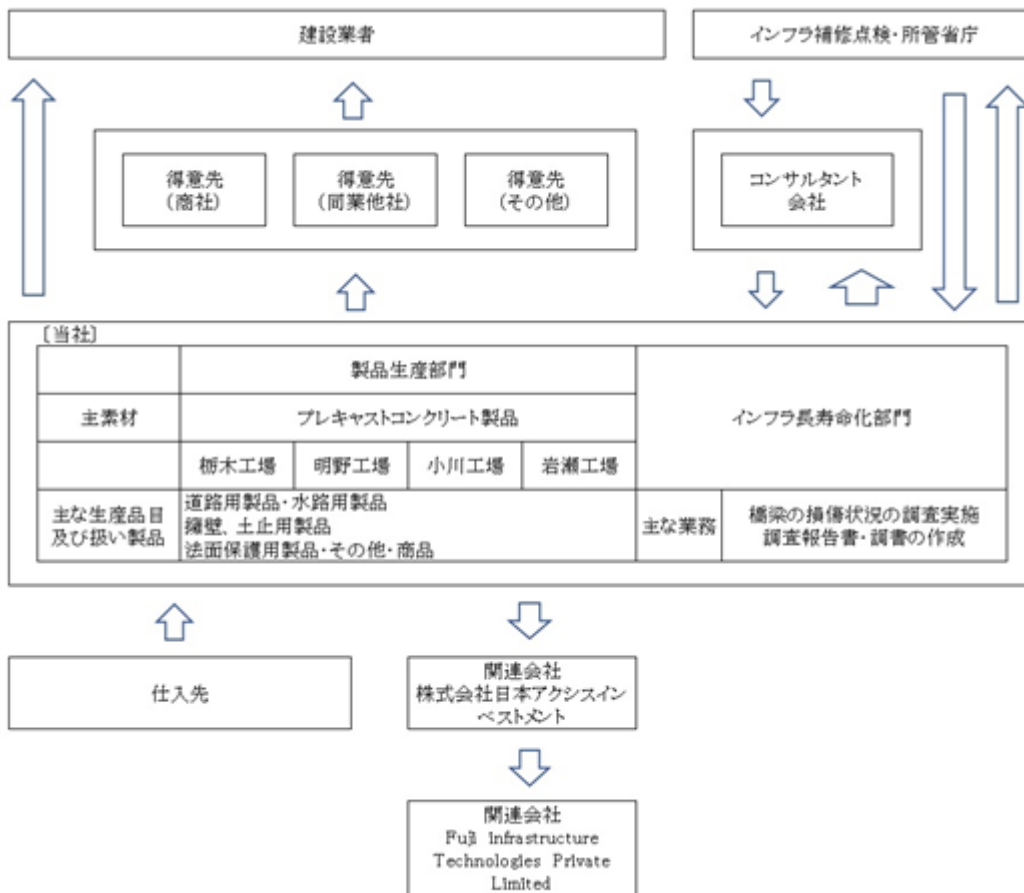 建設業者
インフラ補修点検・所管省庁
得意先
(商社)
得意先
(同業他社)
得意先
(その他)
コンサルタント
会社
[当社]
製品生産部門
主素材
プレキャストコンクリート製品
インフラ長寿命化部門
栃木工場
明野工場
小川工場
岩瀬工場
主な生産品目
及び扱い製品
道路用製品・水路用製品
擁壁、土止用製品
法面保護用製品・その他・商品
主な業務
橋梁の損傷状況の調査実施
調査報告書・調書の作成
仕入先
関連会社
株式会社日本アクシスイン
ベストメント
関連会社
Fuji Infrastructure
Technologies Private
Limited